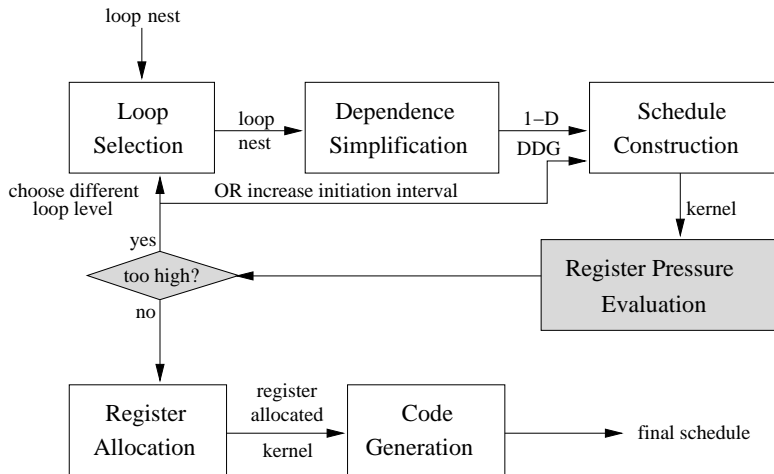 loop nest
Loop
Selection
loop
nest
Dependence
Simplification
1−D
DDG
Schedule
Construction
choose different
loop level
OR increase initiation interval
kernel
yes
too high?
Register Pressure
Evaluation
no
Register
Allocation
register
allocated
kernel
Code
Generation
final schedule